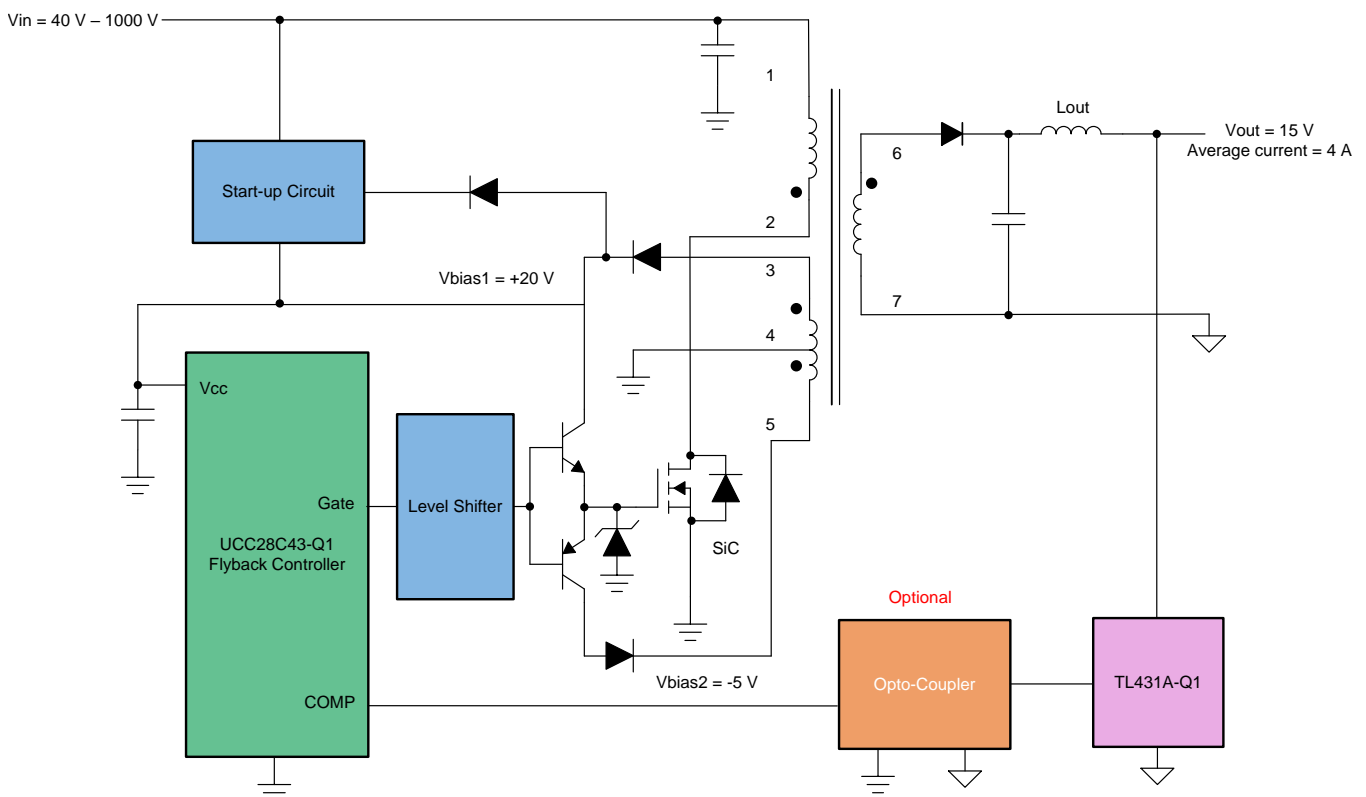 Vin = 40 V – 1000 V
1
Lout
Vout = 15 V
Average current = 4 A
6
Start-up Circuit
2
3
Vbias1 = +20 V
7
4
Vcc
5
Gate
Level Shifter
UCC28C43-Q1
Flyback Controller
SiC
Optional
Vbias2 = -5 V
Opto-Coupler
TL431A-Q1
COMP